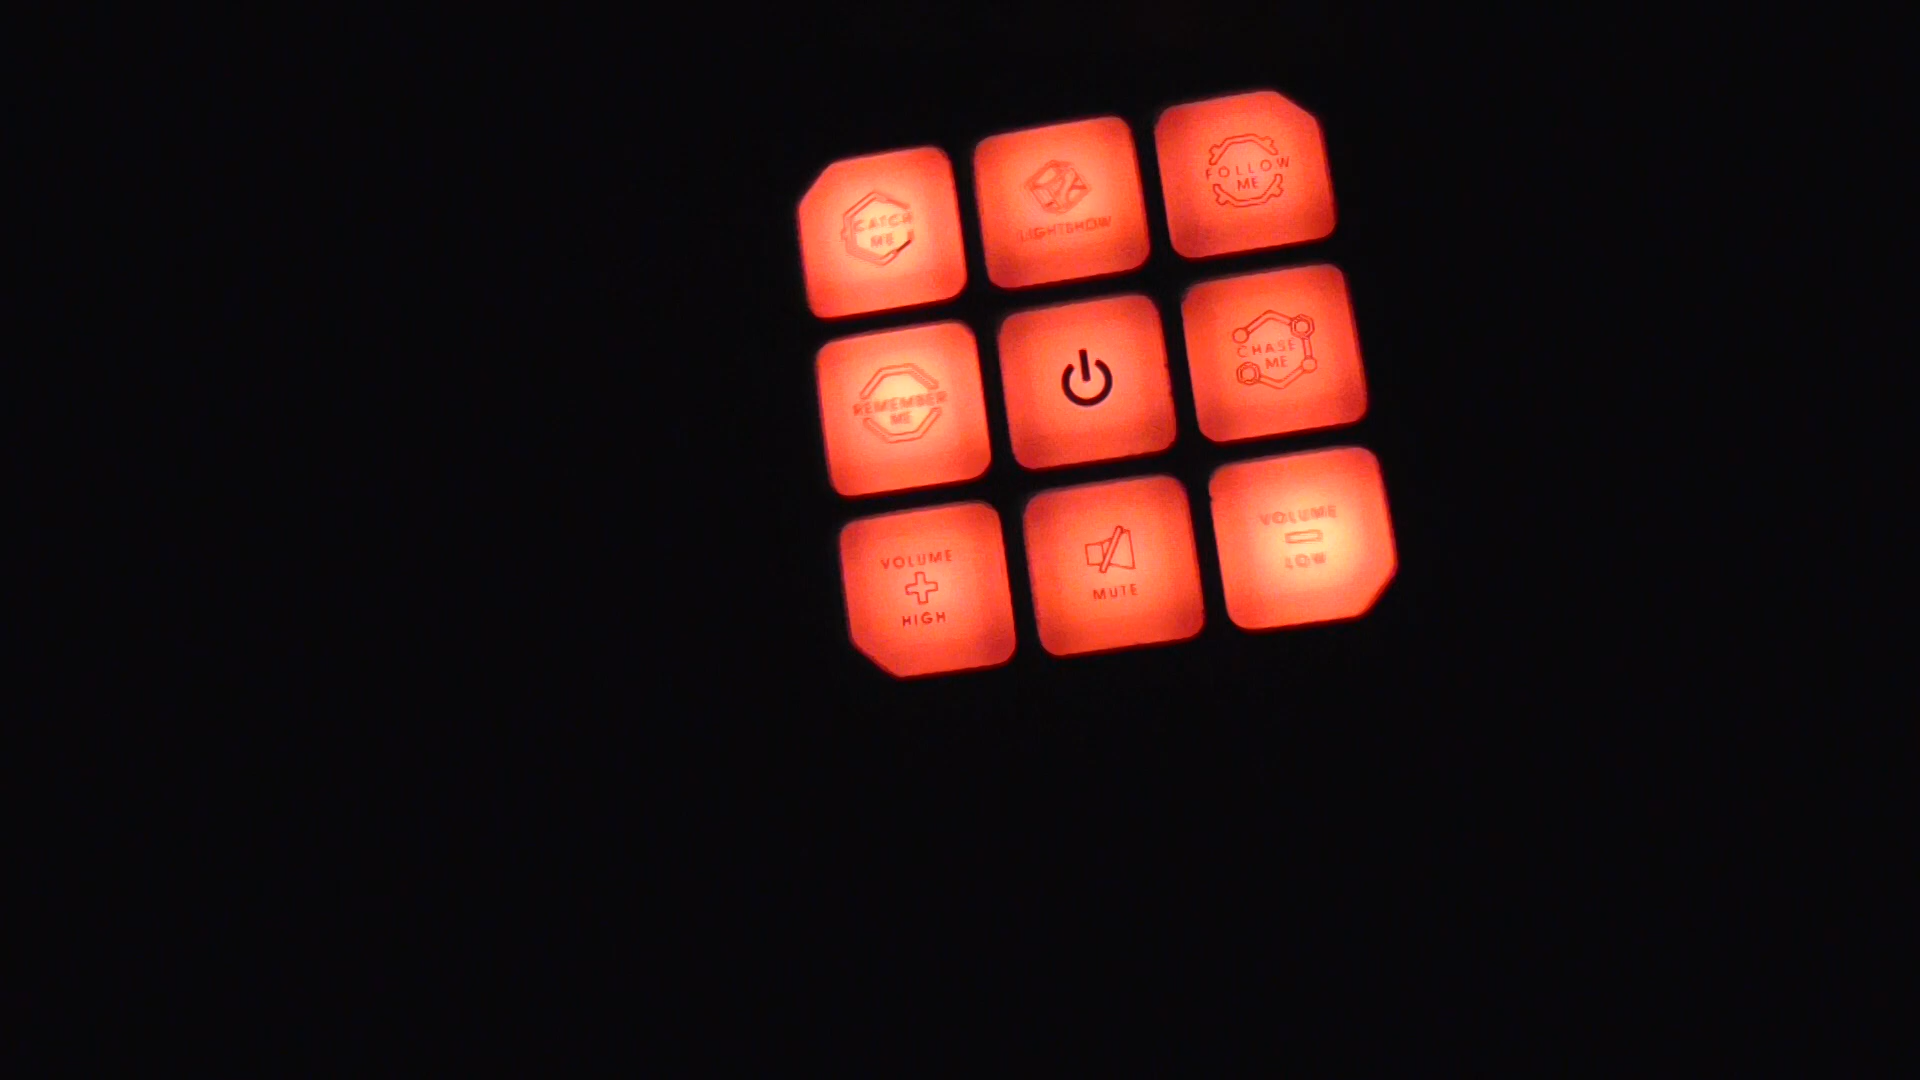 CATCH
ME
LIGHTSHOW
FOLLOW
ME
REMEMBER
ME
CHASE
ME
VOLUME
HIGH
MUTE
VOLUME
LOW